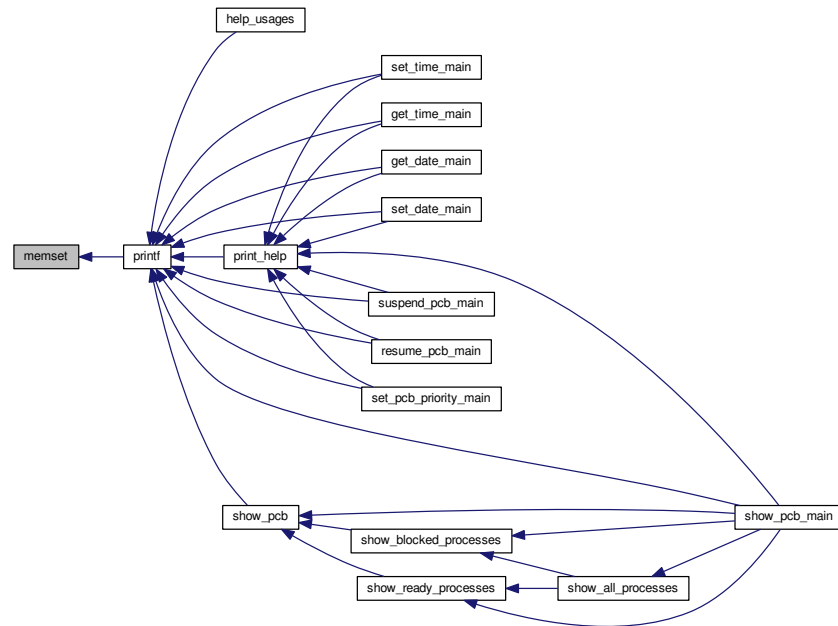 help_usages
set_time_main
get_time_main
get_date_main
set_date_main
memset
printf
print_help
suspend_pcb_main
resume_pcb_main
set_pcb_priority_main
show_pcb
show_pcb_main
show_blocked_processes
show_ready_processes
show_all_processes